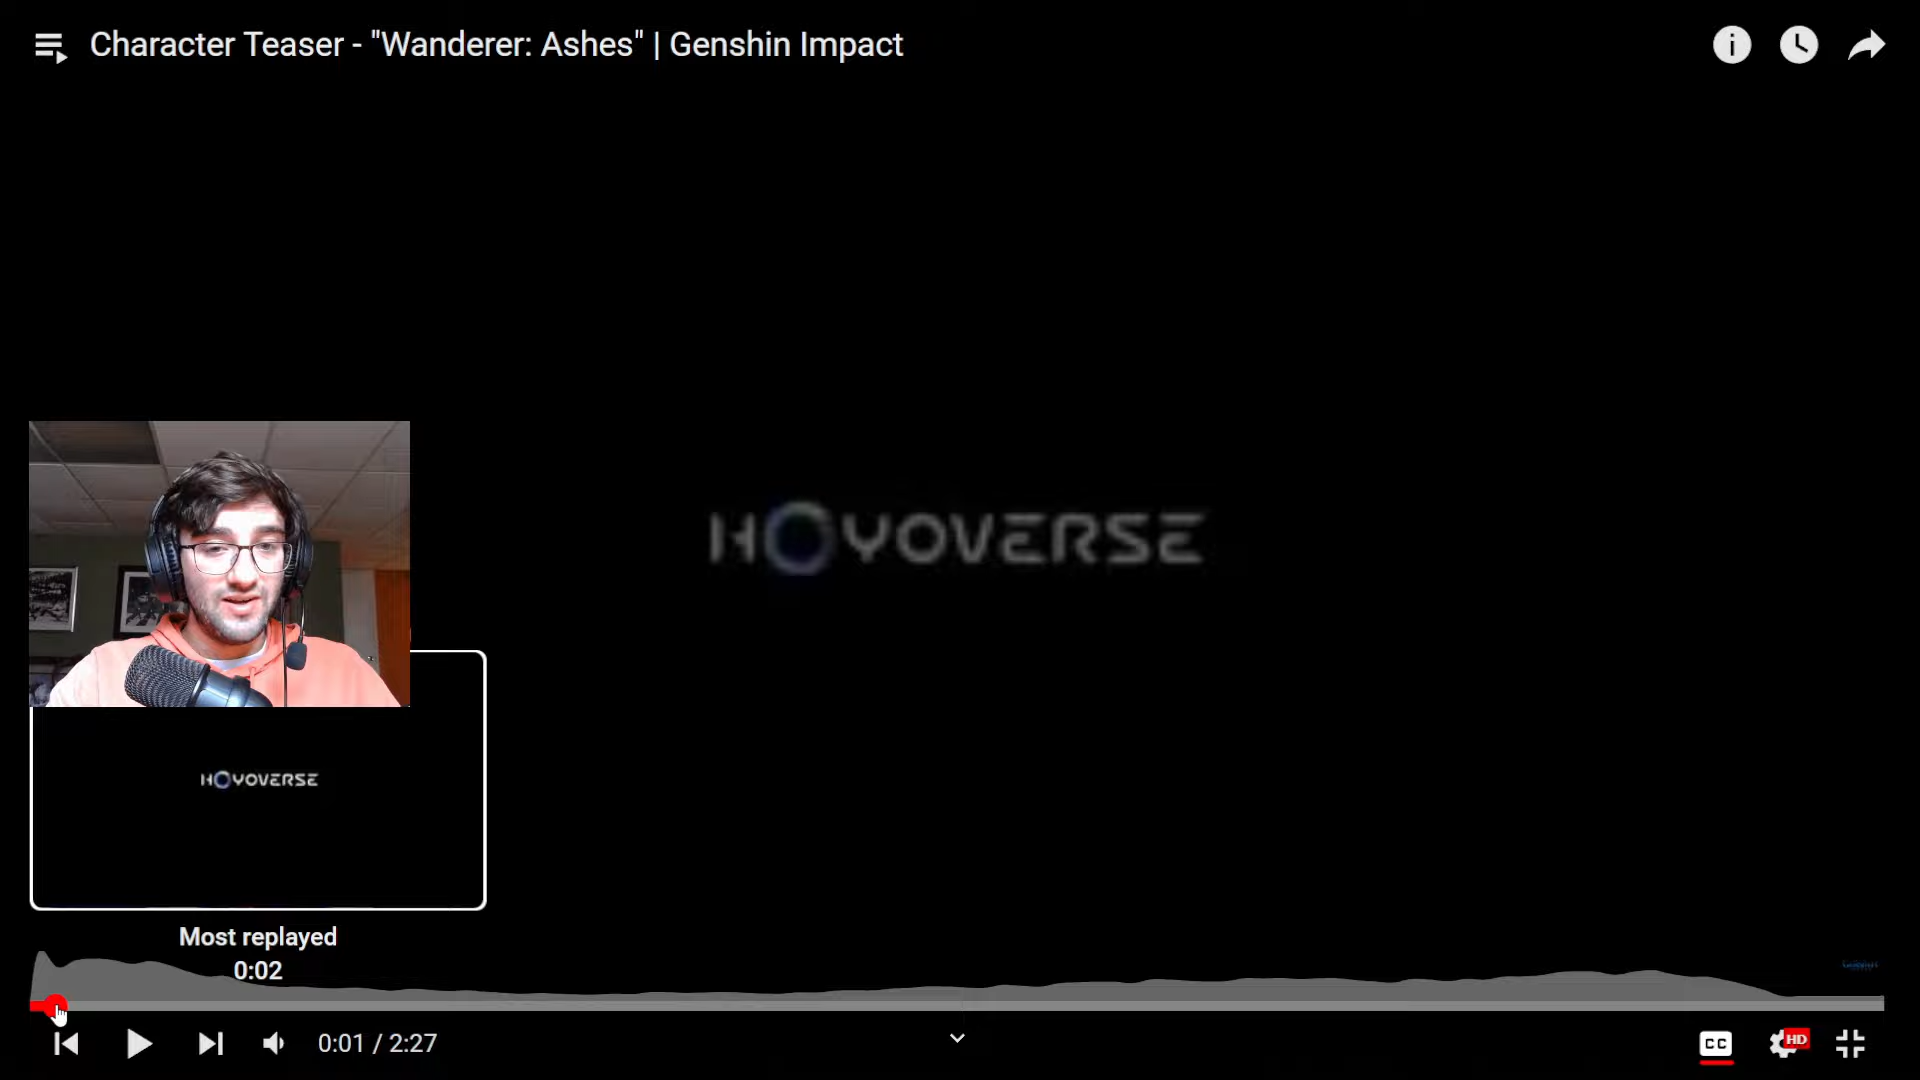 Character Teaser - "Wanderer: Ashes" | Genshin Impact
HOYOVERSE
HOYOVERSE
Most replayed
0:02
0:01 / 2:27
CC
HD